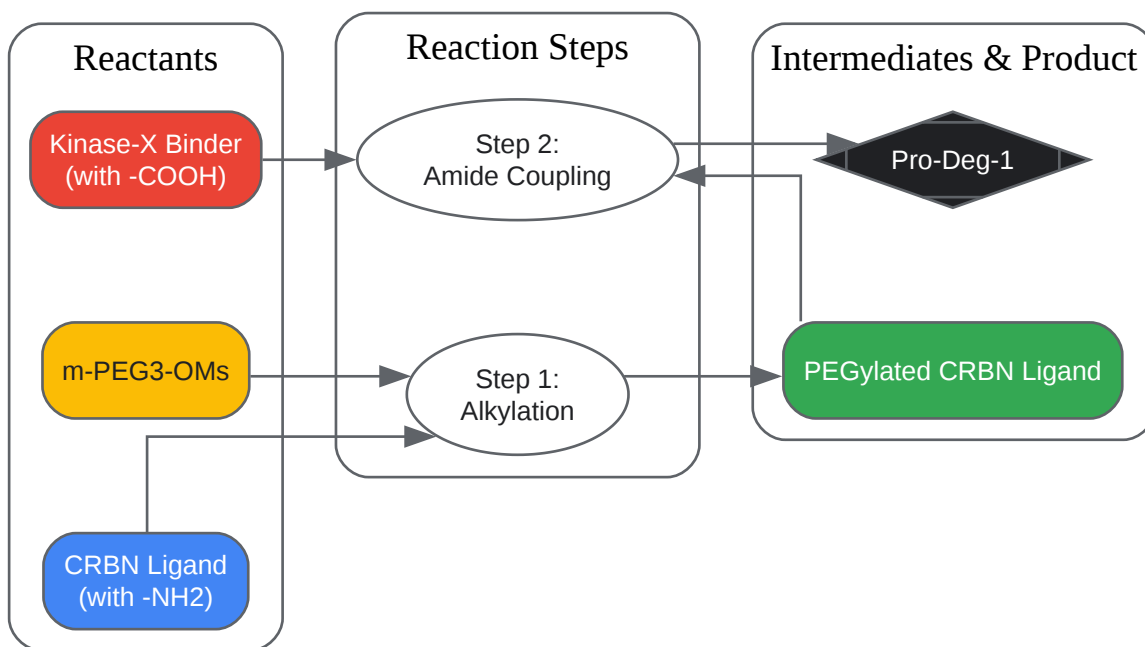 Reactants
Reaction Steps
Intermediates & Product
Kinase-X Binder
(with -COOH)
Step 2:
Amide Coupling
Pro-Deg-1
m-PEG3-OMs
Step 1:
Alkylation
PEGylated CRBN Ligand
CRBN Ligand
(with -NH2)